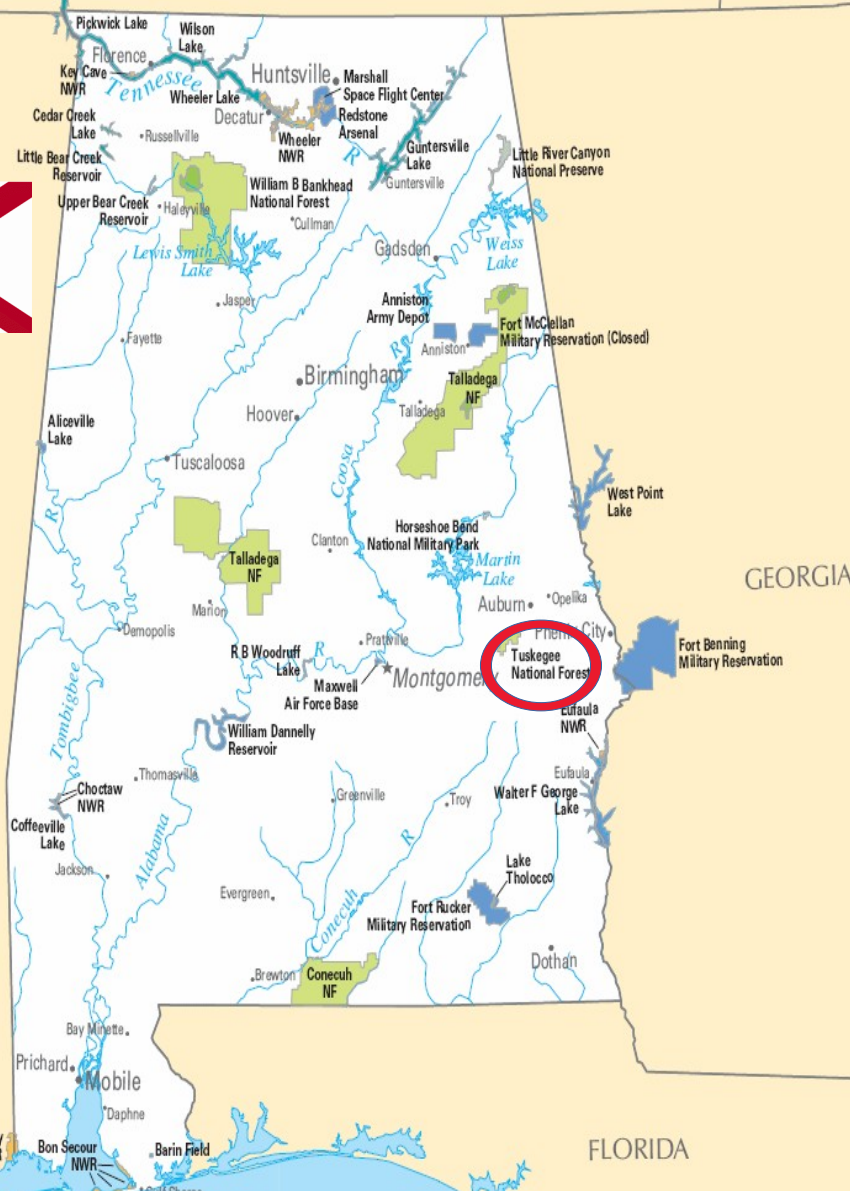 Pickwick Lake
Wilson
Lake
Florence
Key Cave
NWR
Tennessee
Huntsville
Marshall
Space Flight Center
Wheeler Lake
Redstone
Arsenal
Decatur
Cedar Creek
Lake
Russellville
Wheeler
NWR
R
Guntersville
Lake
Little River Canyon
National Preserve
Little Bear Creek
Reservoir
Guntersville
William B Bankhead
National Forest
Upper Bear Creek
Reservoir
Haleyville
Cullman
Lewis Smith
Lake
Gadsden
Weiss
Lake
Jasper
Anniston
Army Depot
Fort McClellan
Military Reservation (Closed)
Fayette
R
Anniston
Birmingham
Talladega
NF
Hoover
Talladega
Aliceville
Lake
Tuscaloosa
Coosa
R
West Point
Lake
Horseshoe Bend
National Military Park
Clanton
Talladega
NF
Martin
Lake
GEORGIA
Auburn
Opelika
Marion
Demopolis
Prattville
Phenix City
R B Woodruff
Lake
R
Tuskegee
National Forest
Fort Benning
Military Reservation
Montgomery
Maxwell
Air Force Base
Tombigbee
Eufaula
NWR
William Dannelly
Reservoir
Thomasville
Eufaula
Choctaw
NWR
Greenville
Troy
Walter F George
Lake
Coffeeville
Lake
Alabama
R
Jackson
Lake
Tholocco
Evergreen
Conecuh
Fort Rucker
Military Reservation
Dothan
Brewton
Conecuh
NF
Bay Minette
Prichard
Mobile
Daphne
Bon Secour
NWR
Barin Field
FLORIDA